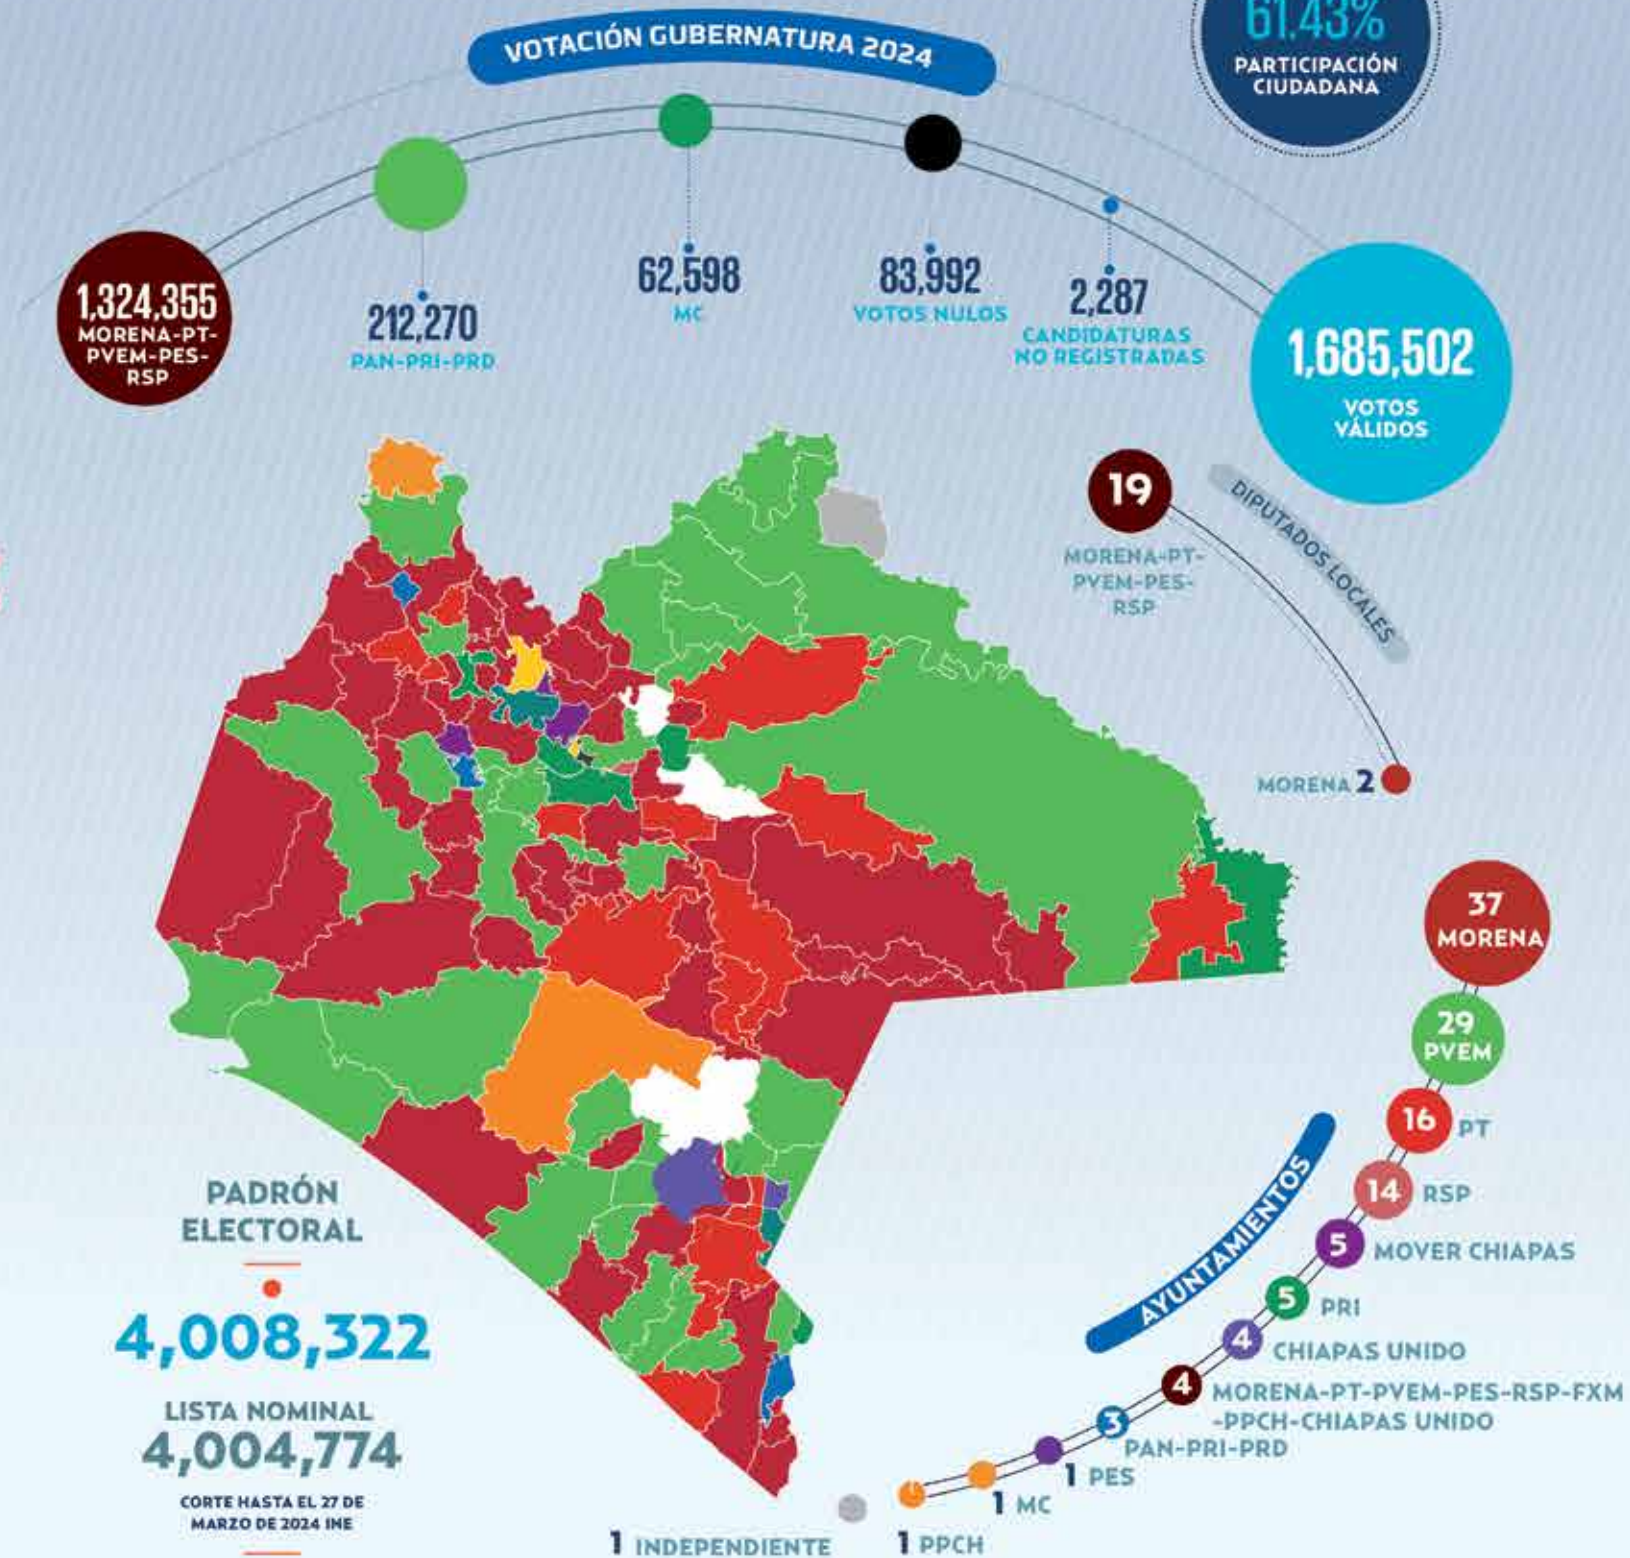 61.43%
PARTICIPACIÓN
CIUDADANA
VOTACIÓN GUBERNATURA 2024
1,324,355
MORENA-PT-
PVEM-PES-
RSP
212,270
PAN-PRI-PRD
62,598
MC
83,992
VOTOS NULOS
2,287
CANDIDATURAS
NO REGISTRADAS
1,685,502
VOTOS
VÁLIDOS
DIPUTADOS LOCALES
19
MORENA-PT-
PVEM-PES-
RSP
MORENA 2
AYUNTAMIENTOS
37
MORENA
29
PVEM
16 PT
14 RSP
5 MOVER CHIAPAS
5 PRI
4 CHIAPAS UNIDO
4 MORENA-PT-PVEM-PES-RSP-FXM
-PPCH-CHIAPAS UNIDO
3 PAN-PRI-PRD
1 PES
1 MC
1 PPCH
1 INDEPENDIENTE
PADRÓN
ELECTORAL
4,008,322
LISTA NOMINAL
4,004,774
CORTE HASTA EL 27 DE
MARZO DE 2024 INE